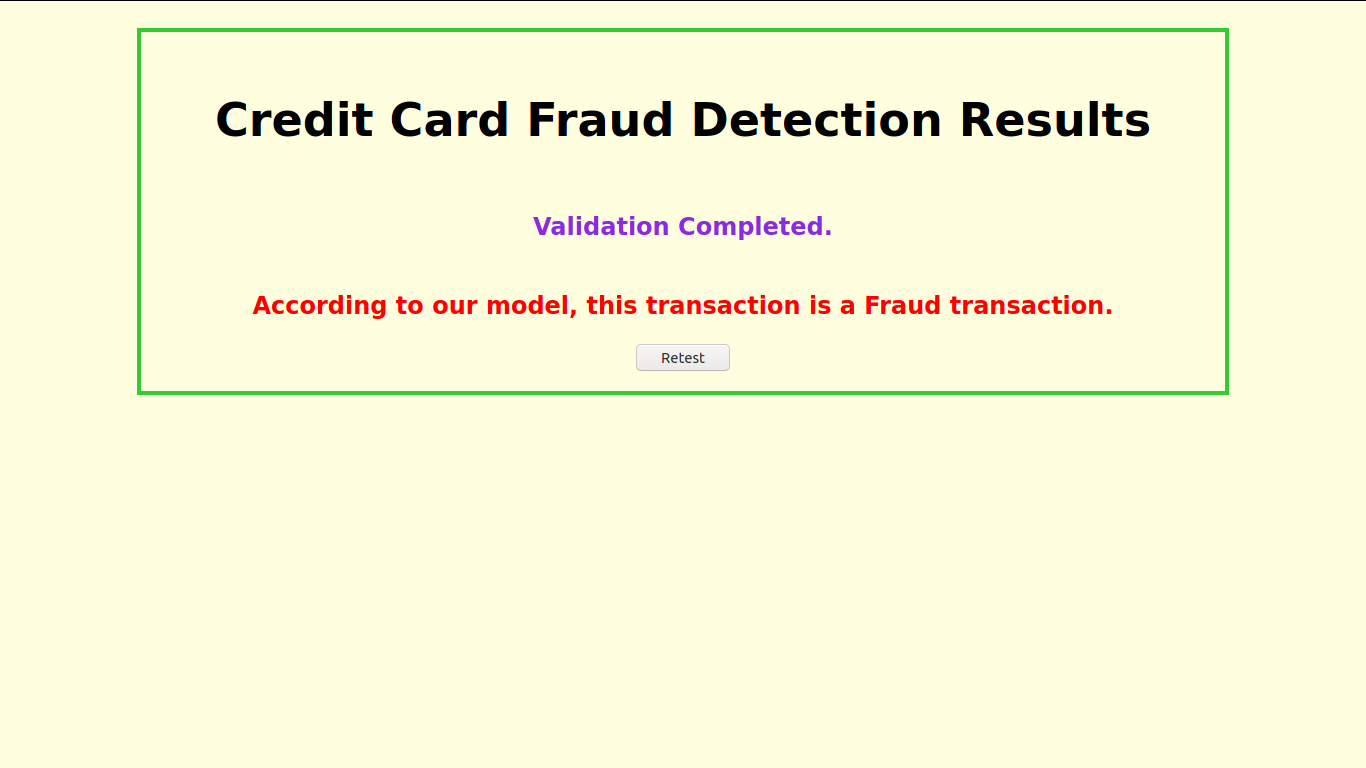 Credit Card Fraud Detection Results
Validation Completed.
According to our model, this transaction is a Fraud transaction.
Retest